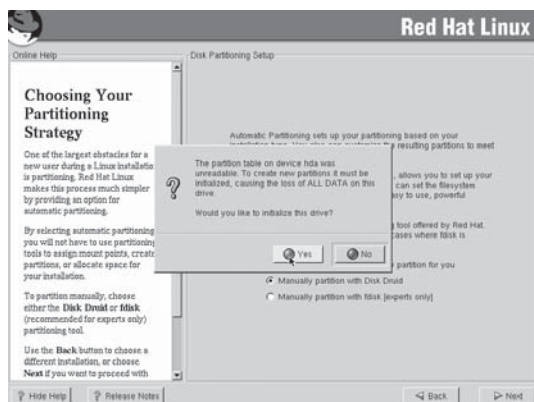 Red Hat Linux
Online Help
Disk Partitioning Setup
Choosing Your
Partitioning
Strategy
One of the largest obstacles for a
new user during a Linux installation
is partitioning. Red Hat Linux
makes this process much simpler
by providing an option for
automatic partitioning.
By selecting automatic partitioning
you will not have to use partitioning
tools to assign mount points, create
partitions, or allocate space for
your installation.
To partition manually, choose
either the Disk Druid or fdisk
(recommended for experts only)
partitioning tool.
Use the Back button to choose a
different installation, or choose
Next if you want to proceed with
Automatic Partitioning sets up your partitioning based on your
resulting partitions to meet
, allows you to set up your
can set the filesystem
to use, powerful
tool offered by Red Hat.
cases where fdisk is
partition for you
Manually partition with Disk Druid
Manually partition with fdisk [experts only]
The partition table on device hda was
unreadable. To create new partitions it must be
initialized, causing the loss of ALL DATA on this
drive.
Would you like to initialize this drive?
Yes
No
Hide Help
Release Notes
Back
Next